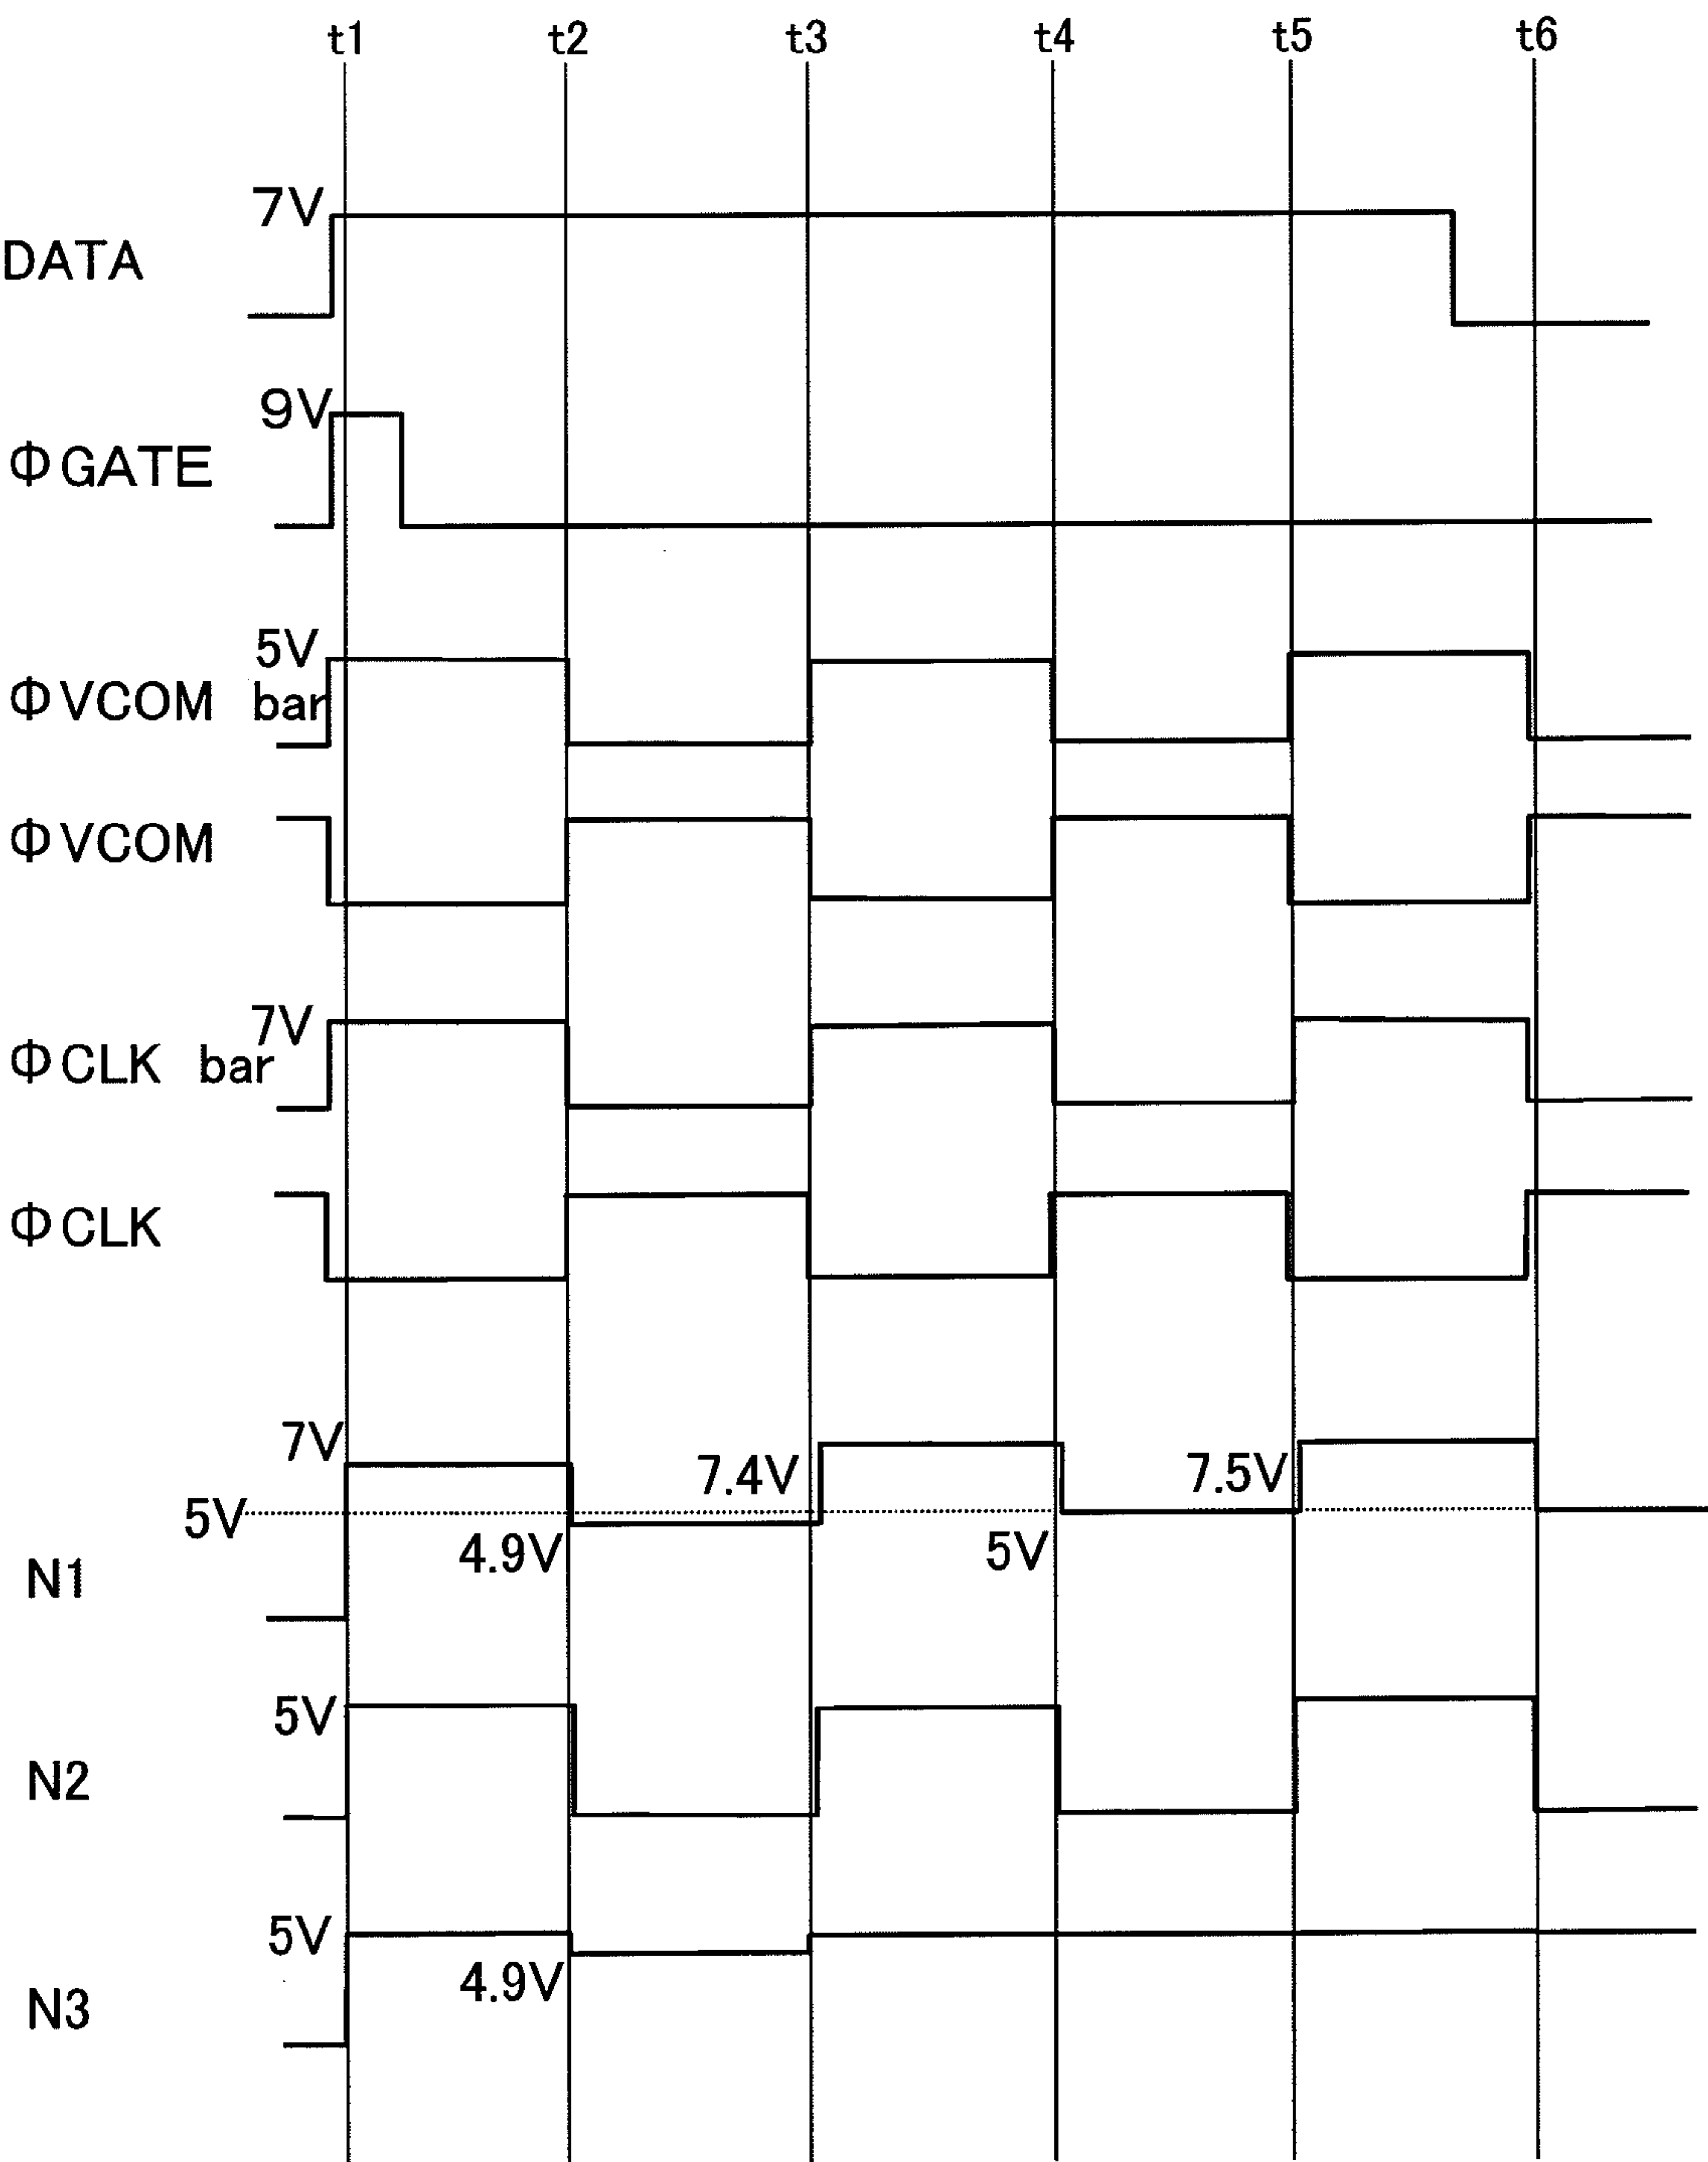 t1 t2 t3 t4 t5 t6
7V
DATA
9V
ΦGATE
5V
ΦVCOM bar
ΦVCOM
7V
ΦCLK bar
ΦCLK
7V
7.4V
7.5V
5V
4.9V
5V
N1
5V
N2
5V
4.9V
N3